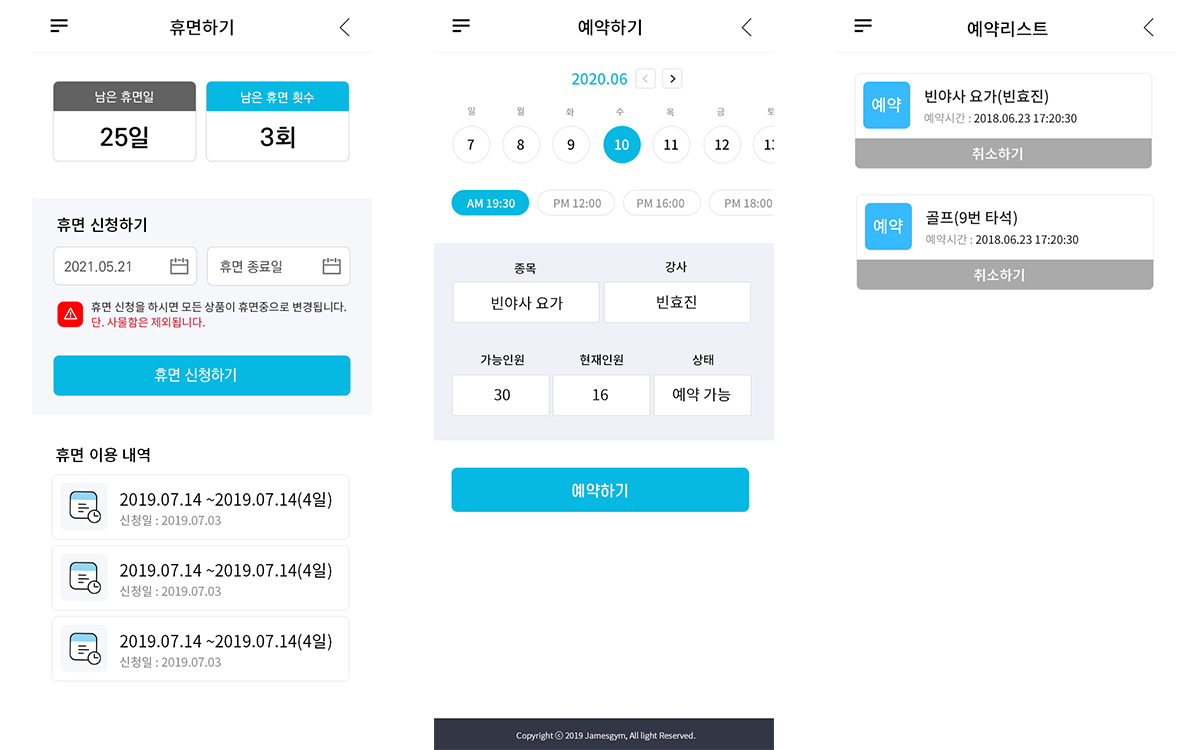 휴면하기
남은 휴면일
남은 휴면 횟수
25일
3회
휴면 신청하기
2021.05.21
휴면 종료일
휴면 신청을 하시면 모든 상품이 휴면중으로 변경됩니다.
단. 사물함은 제외됩니다.
휴면 신청하기
휴면 이용 내역
2019.07.14 ~2019.07.14(4일)
신청일 : 2019.07.03
2019.07.14 ~2019.07.14(4일)
신청일 : 2019.07.03
2019.07.14 ~2019.07.14(4일)
신청일 : 2019.07.03
예약하기
2020.06
일 월 화 수 목 금
7 8 9 10 11 12
AM 19:30 PM 12:00 PM 16:00 PM 18:00
종목 강사
빈야사 요가 빈효진
가능인원 현재인원 상태
30 16 예약 가능
예약하기
Copyright ⓒ 2019 Jamesgym, All light Reserved.
예약리스트
예약
빈야사 요가(빈효진)
예약시간 : 2018.06.23 17:20:30
취소하기
예약
골프(9번 타석)
예약시간 : 2018.06.23 17:20:30
취소하기